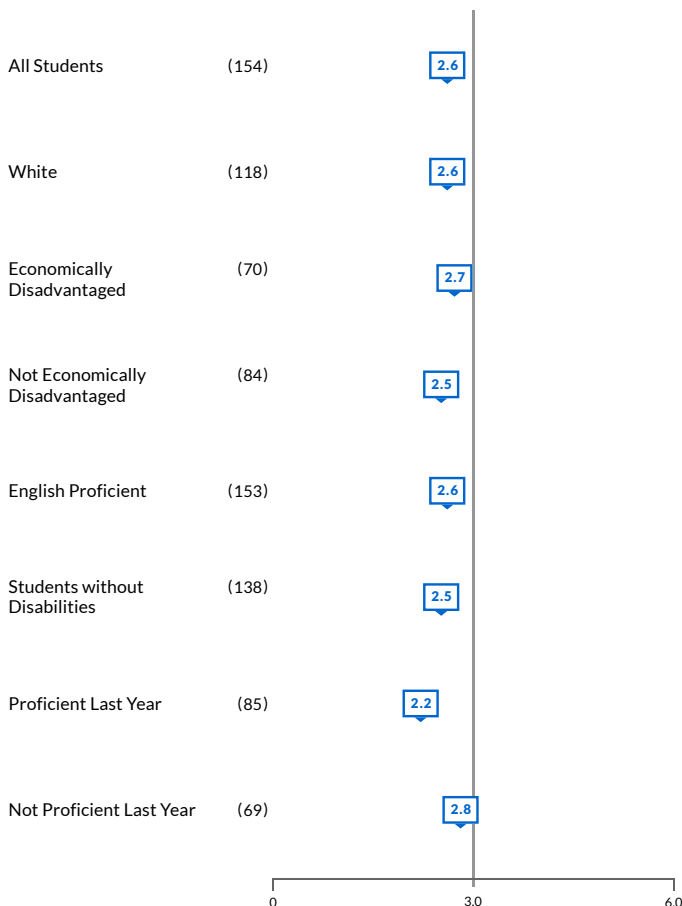 All Students (154) 2.6
White (118) 2.6
Economically (70) 2.7
Disadvantaged
Not Economically (84) 2.5
Disadvantaged
English Proficient (153) 2.6
Students without (138) 2.5
Disabilities
Proficient Last Year (85) 2.2
Not Proficient Last Year (69) 2.8
0 3.0 6.0